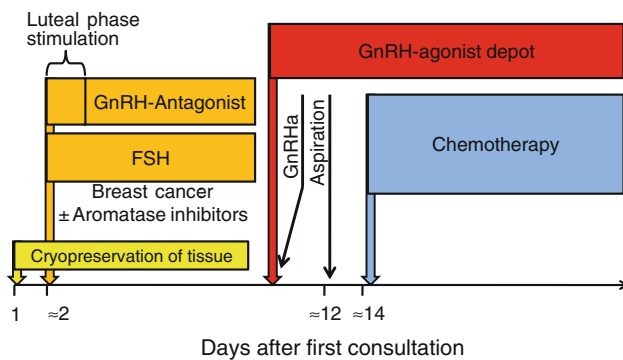 Luteal phase
stimulation
GnRH-Antagonist
FSH
Breast cancer
± Aromatase inhibitors
Cryopreservation of tissue
GnRH-agonist depot
GnRHa
Aspiration
Chemotherapy
1
≈2
≈12
≈14
Days after first consultation